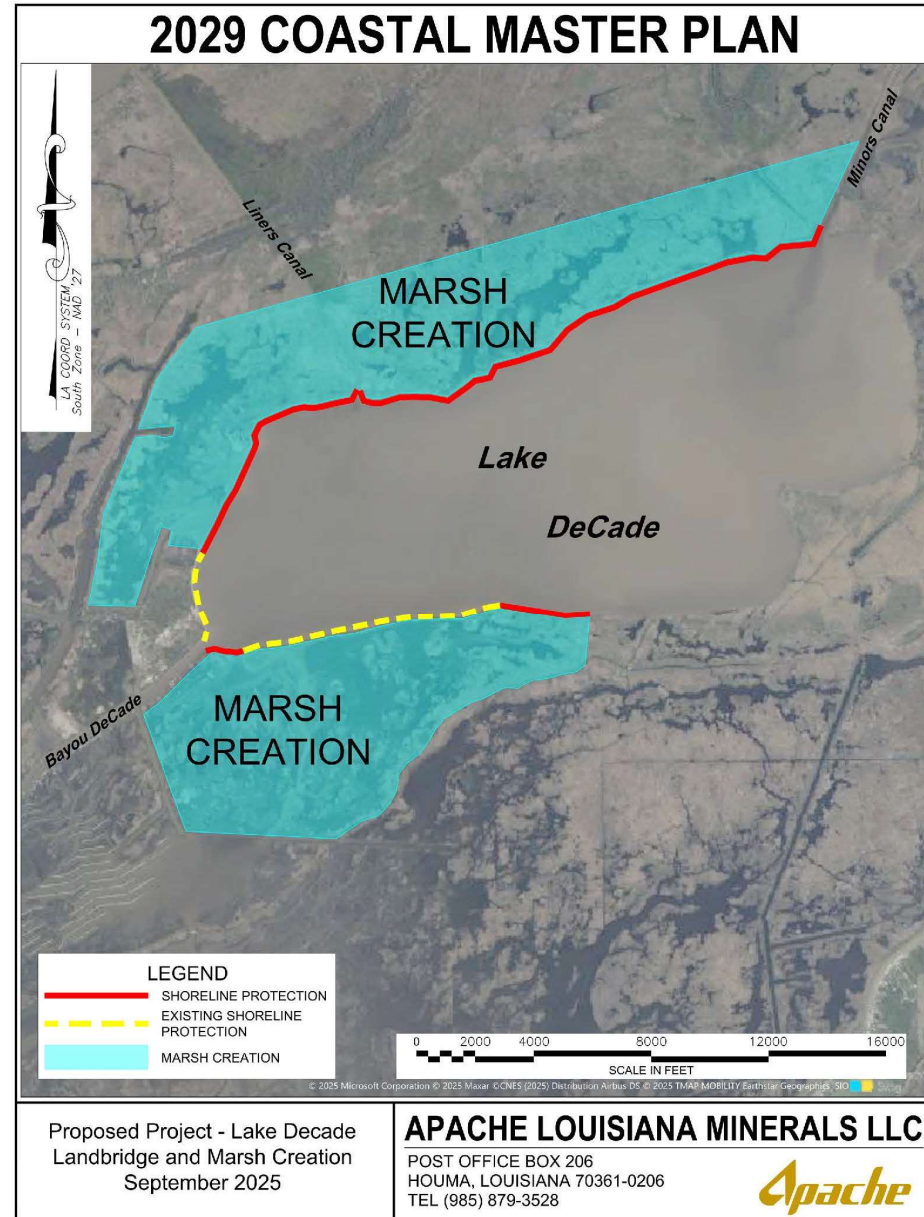 2029 COASTAL MASTER PLAN
LA COORD SYSTEM
South Zone - NAD '27
Minors Canal
Liners Canal
MARSH
CREATION
Lake
DeCade
Bayou DeCade
MARSH
CREATION
LEGEND
SHORELINE PROTECTION
EXISTING SHORELINE
PROTECTION
MARSH CREATION
0 2000 4000 8000 12000 16000
SCALE IN FEET
© 2025 Microsoft Corporation © 2025 Maxar ©CNES (2025) Distribution Airbus DS © 2025 TMAP MOBILITY Earthstar Geographics SIO
Proposed Project - Lake Decade
Landbridge and Marsh Creation
September 2025
APACHE LOUISIANA MINERALS LLC
POST OFFICE BOX 206
HOUMA, LOUISIANA 70361-0206
TEL (985) 879-3528
Apache